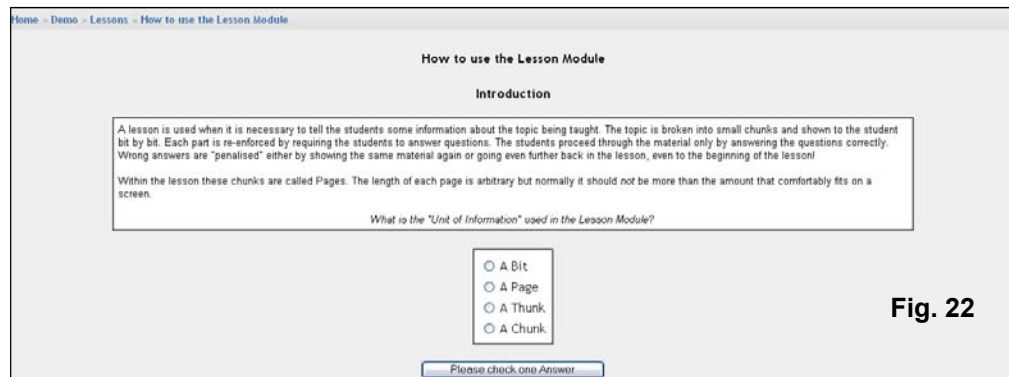 Home » Demo » Lessons » How to use the Lesson Module
How to use the Lesson Module
Introduction
A lesson is used when it is necessary to tell the students some information about the topic being taught. The topic is broken into small chunks and shown to the student
bit by bit. Each part is re-enforced by requiring the students to answer questions. The students proceed through the material only by answering the questions correctly.
Wrong answers are "penalised" either by showing the same material again or going even further back in the lesson, even to the beginning of the lesson!
Within the lesson these chunks are called Pages. The length of each page is arbitrary but normally it should not be more than the amount that comfortably fits on a
screen.
What is the "Unit of Information" used in the Lesson Module?
A Bit
A Page
A Thunk
A Chunk
Fig. 22
Please check one Answer